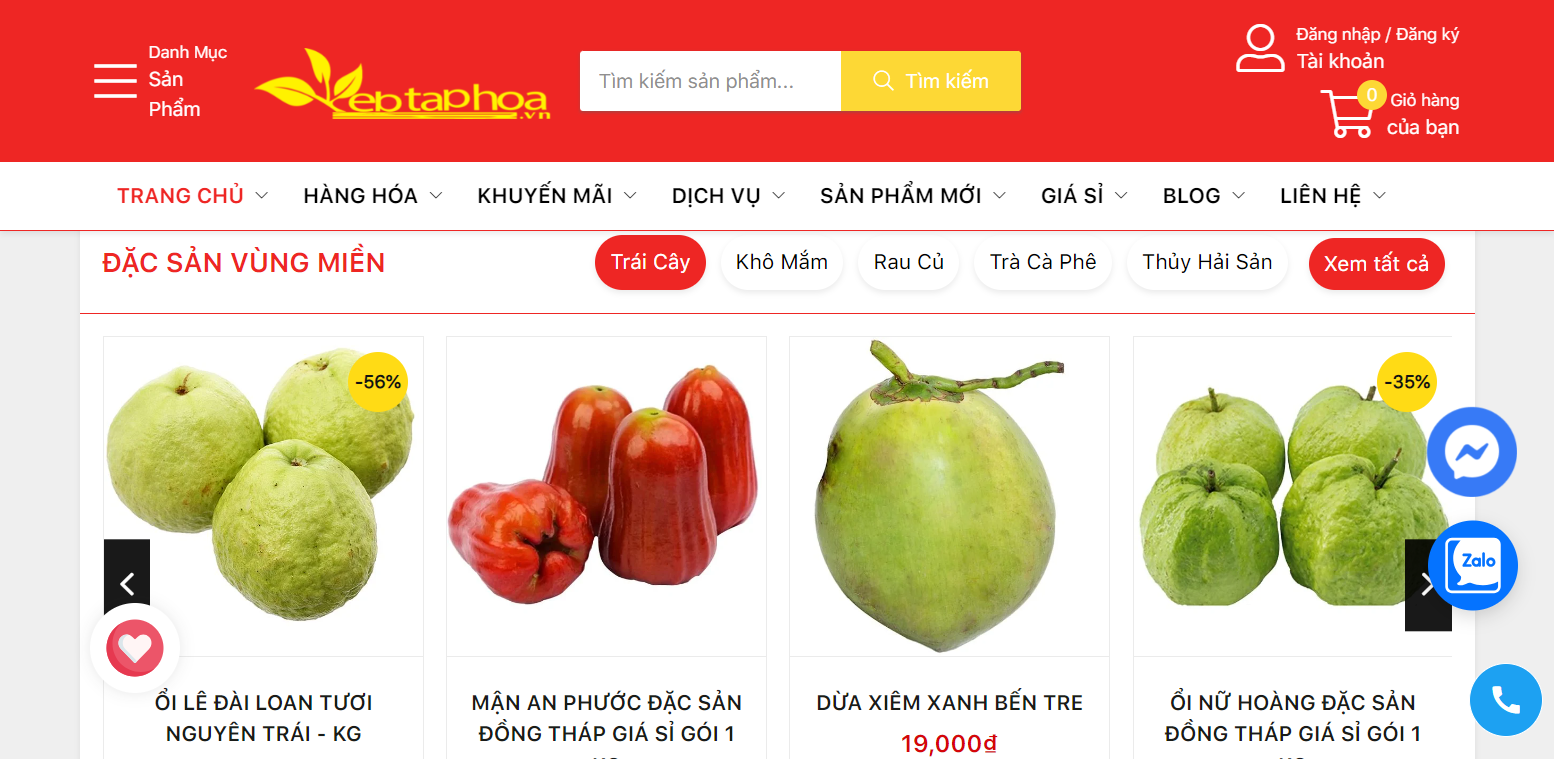 Danh Mục
Sản
Phẩm
eptaphoa
.vn
Tìm kiếm sản phẩm...
Tìm kiếm
Đăng nhập / Đăng ký
Tài khoản
0
Giỏ hàng
của bạn
TRANG CHỦ
HÀNG HÓA
KHUYẾN MÃI
DỊCH VỤ
SẢN PHẨM MỚI
GIÁ SỈ
BLOG
LIÊN HỆ
ĐẶC SẢN VÙNG MIỀN
Trái Cây
Khô Mắm
Rau Củ
Trà Cà Phê
Thủy Hải Sản
Xem tất cả
-56%
-35%
Zalo
ỔI LÊ ĐÀI LOAN TƯƠI
NGUYÊN TRÁI - KG
MẬN AN PHƯỚC ĐẶC SẢN
ĐỒNG THÁP GIÁ SỈ GÓI 1
DỪA XIÊM XANH BẾN TRE
19,000₫
ỔI NỮ HOÀNG ĐẶC SẢN
ĐỒNG THÁP GIÁ SỈ GÓI 1